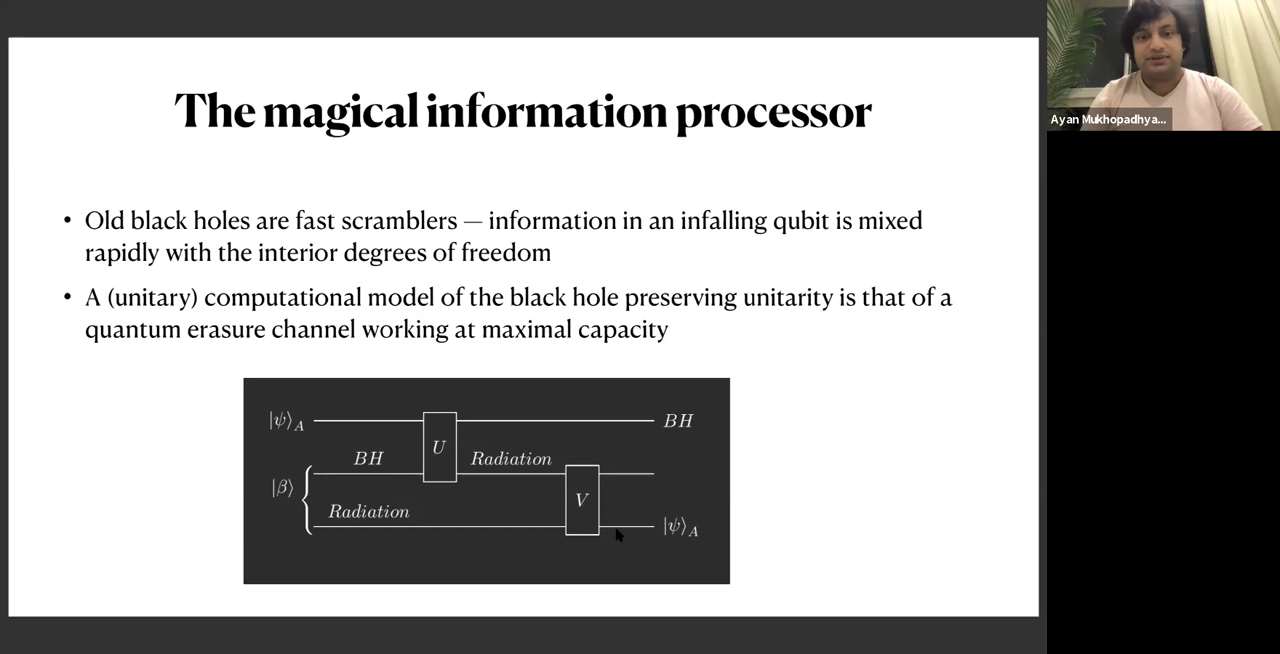 The magical information processor
• Old black holes are fast scramblers — information in an infalling qubit is mixed
rapidly with the interior degrees of freedom
• A (unitary) computational model of the black hole preserving unitarity is that of a
quantum erasure channel working at maximal capacity
|ψ⟩A
U
BH
BH
Radiation
|β⟩
V
Radiation
|ψ⟩A
Ayan Mukhopadhya...